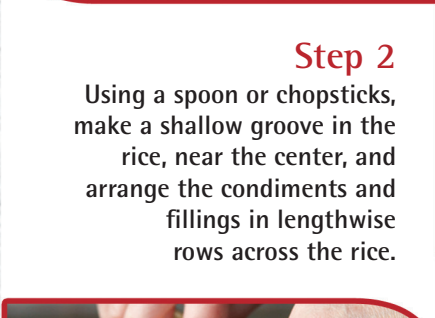 Step 2
Using a spoon or chopsticks,
make a shallow groove in the
rice, near the center, and
arrange the condiments and
fillings in lengthwise
rows across the rice.